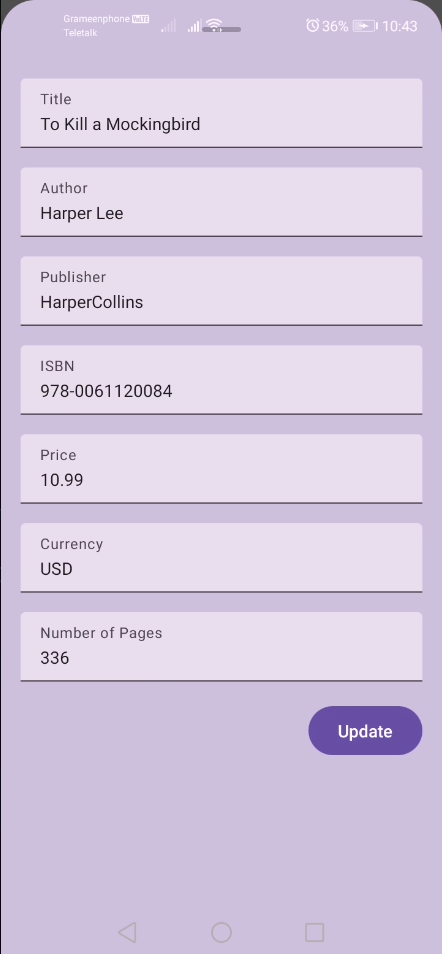 Grameenphone VoLTE
Teletalk
36% 10:43
Title
To Kill a Mockingbird
Author
Harper Lee
Publisher
HarperCollins
ISBN
978-0061120084
Price
10.99
Currency
USD
Number of Pages
336
Update